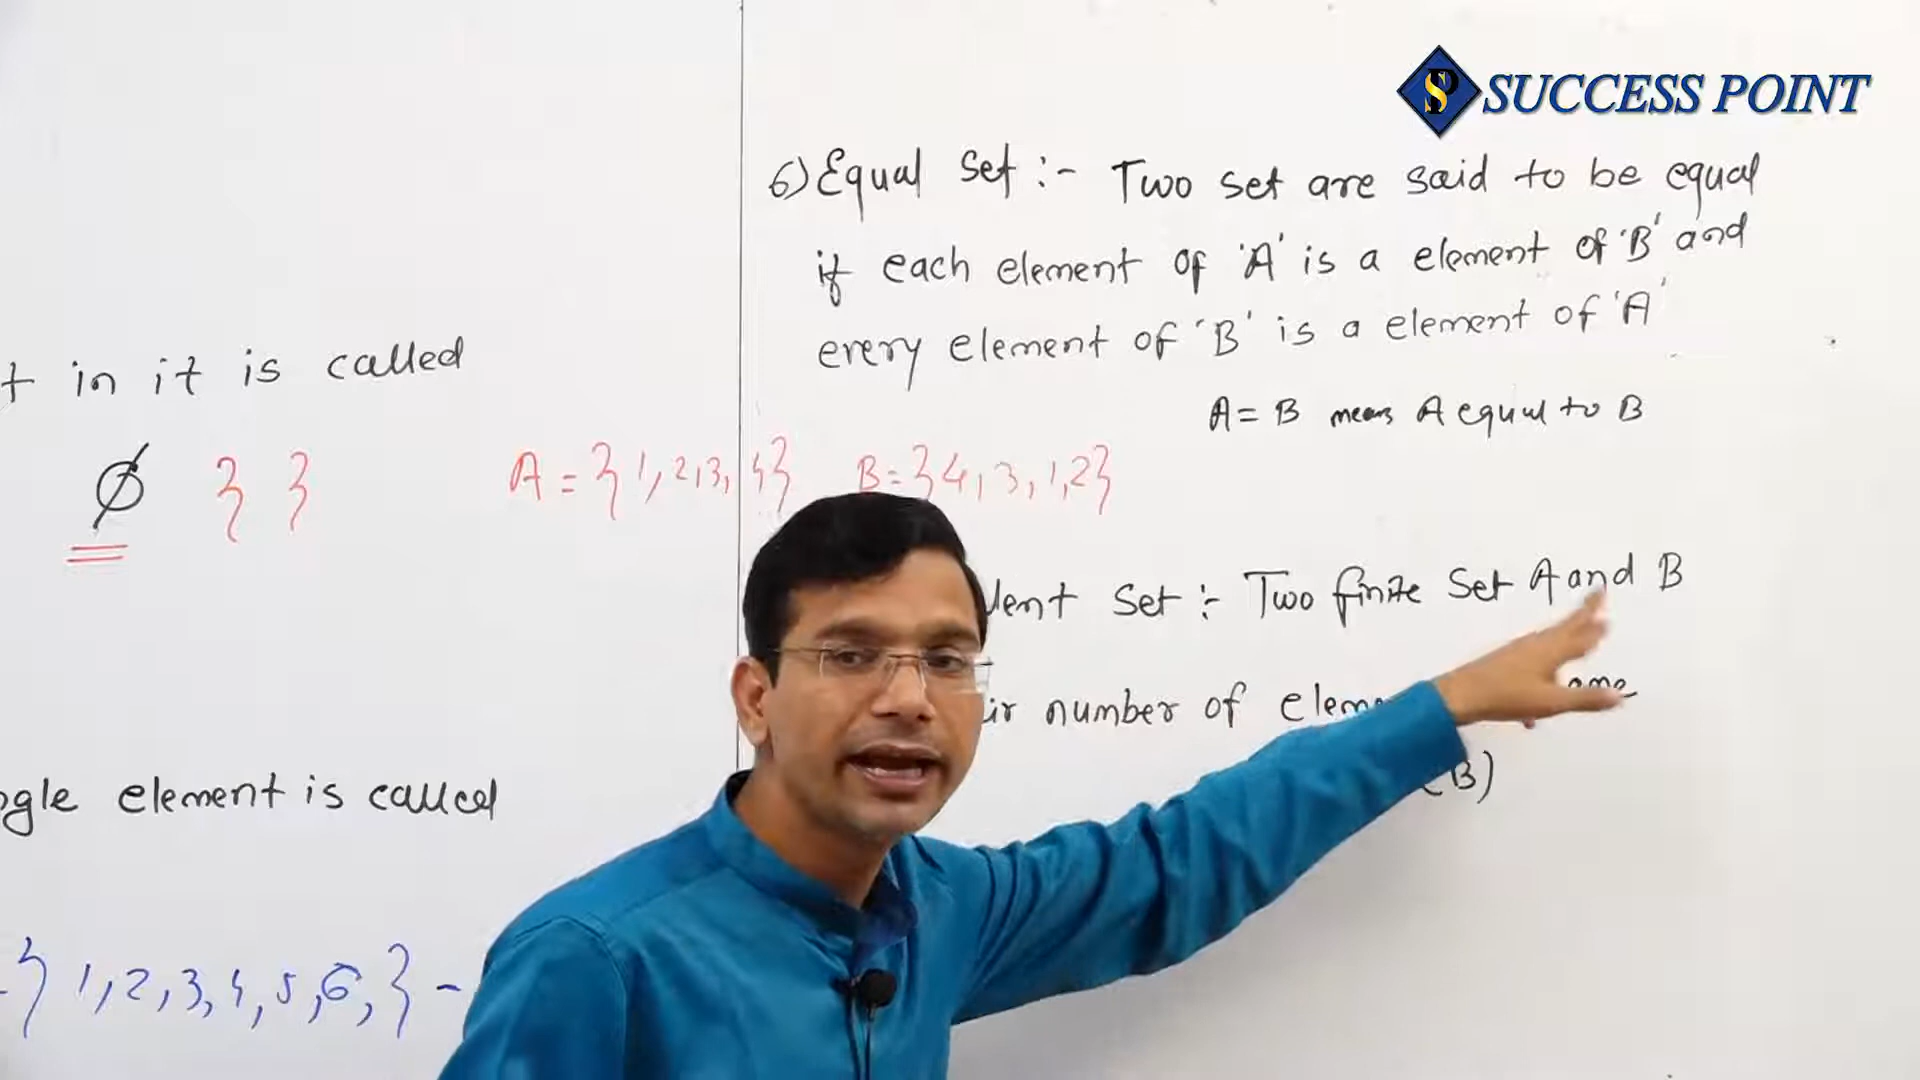 SUCCESS POINT
t in it is called
∅ { }
gle element is called
{ 1, 2, 3, 4, 5, 6, } -
6) Equal Set :- Two set are said to be equal
if each element of 'A' is a element of 'B' and
every element of 'B' is a element of 'A'
A = B means A equal to B
A = { 1, 2, 3, 4 } B = { 4, 3, 1, 2 }
lent Set :- Two finite Set A and B
ir number of elem ame
(B)